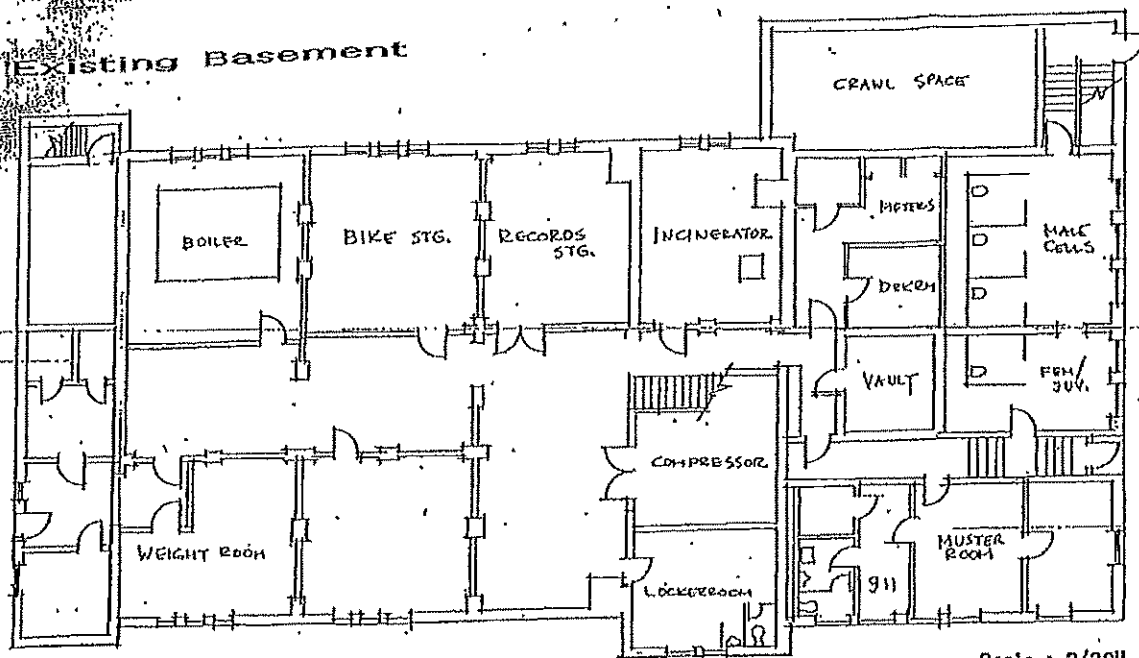 Existing Basement
CRAWL SPACE
BOILER
BIKE STG.
RECORDS
STG.
INCINERATOR
METERS
MALE
CELLS
DKRM
VAULT
FEM/
JUV.
COMPRESSOR
WEIGHT ROOM
LOCKERROOM
911
MUSTER
ROOM